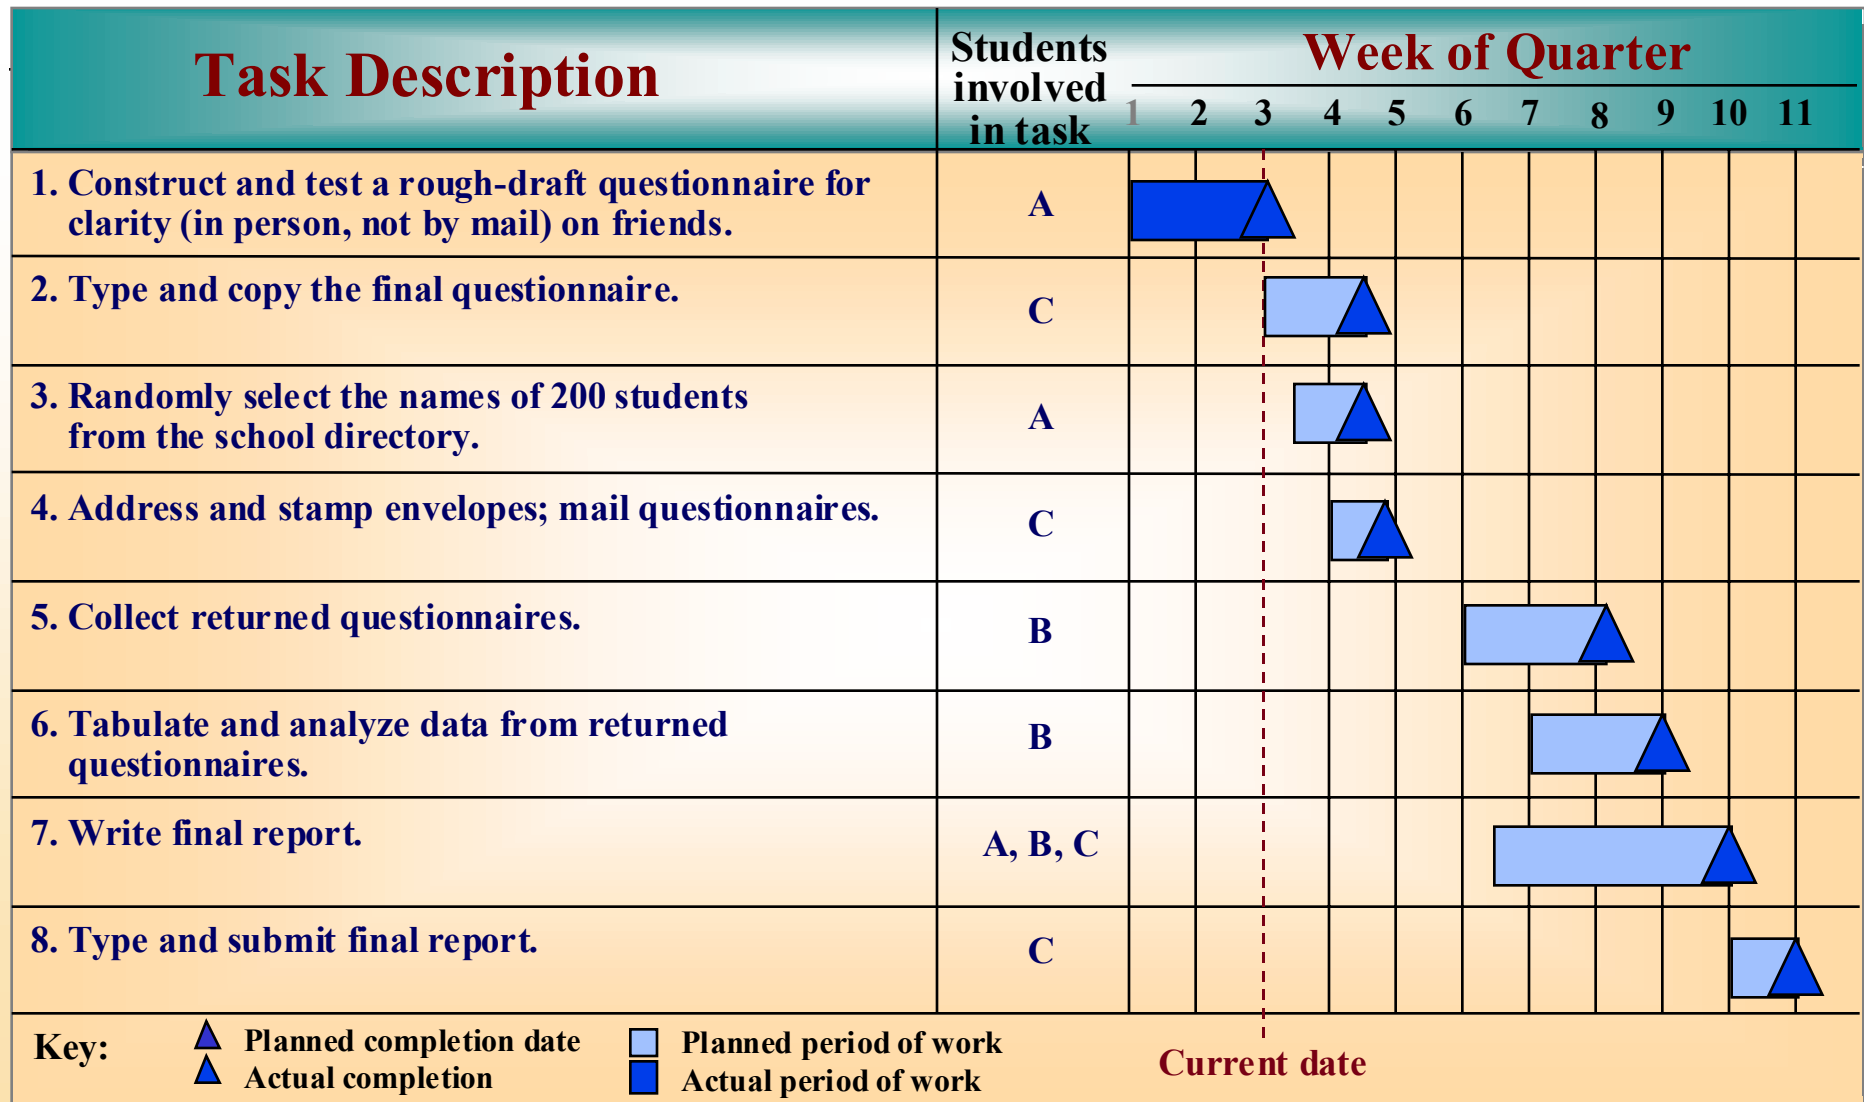 Task Description
Students
involved
in task
Week of Quarter
1 2 3 4 5 6 7 8 9 10 11
1. Construct and test a rough-draft questionnaire for
clarity (in person, not by mail) on friends.
A
2. Type and copy the final questionnaire.
C
3. Randomly select the names of 200 students
from the school directory.
A
4. Address and stamp envelopes; mail questionnaires.
C
5. Collect returned questionnaires.
B
6. Tabulate and analyze data from returned
questionnaires.
B
7. Write final report.
A, B, C
8. Type and submit final report.
C
Key:
Planned completion date
Actual completion
Planned period of work
Actual period of work
Current date